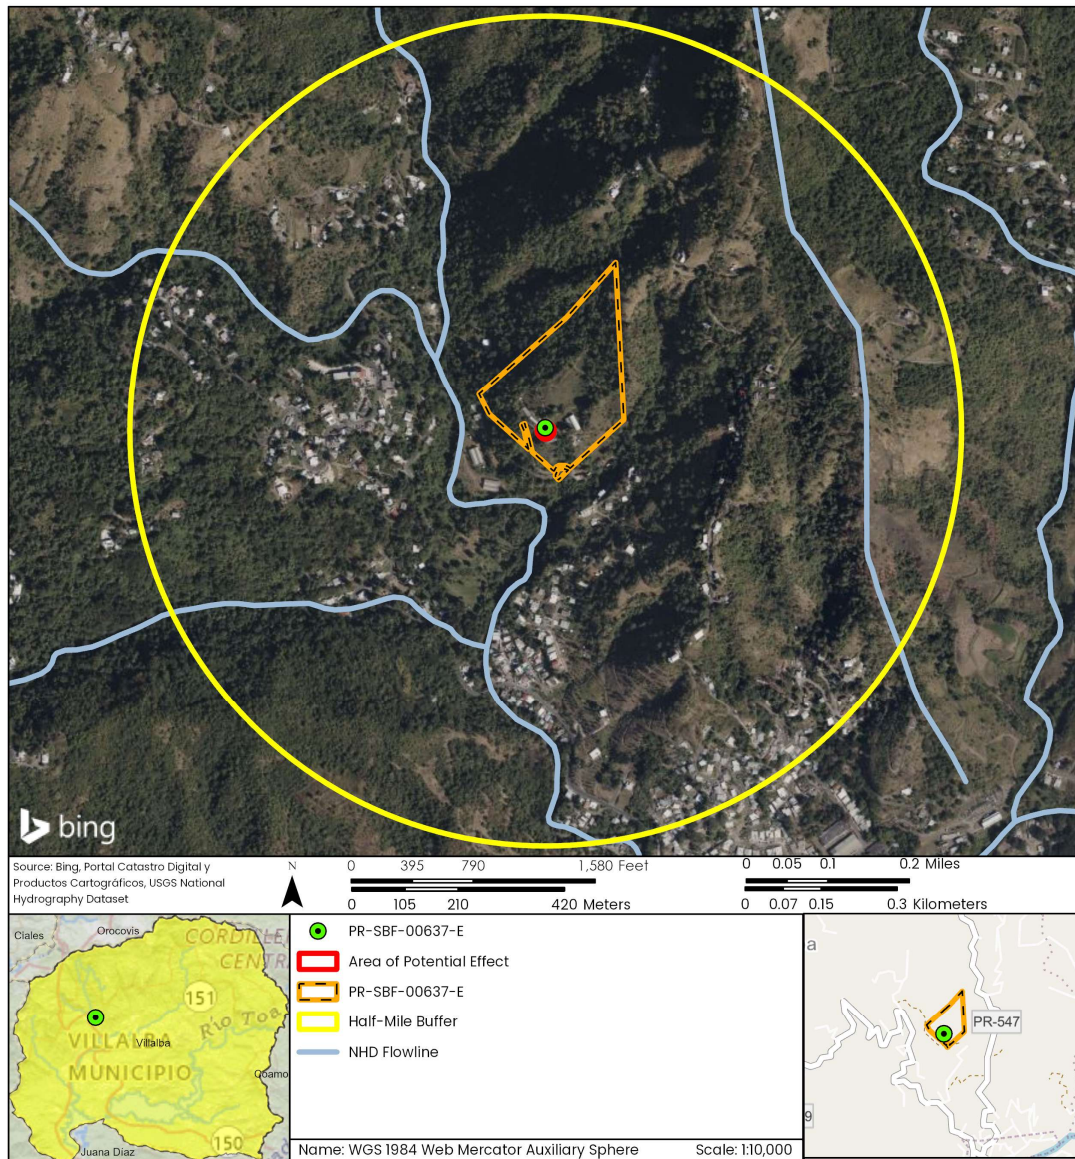 bing
Source: Bing, Portal Catastro Digital y
Productos Cartográficos, USGS National
Hydrography Dataset
N
0 395 790 1,580 Feet
0 105 210 420 Meters
0 0.05 0.1 0.2 Miles
0 0.07 0.15 0.3 Kilometers
Ciales
Orocovis
CORDILLE
CENTRA
151
Rio Toa
VILLALBA
Villalba
MUNICIPIO
Coamo
150
Juana Díaz
PR-SBF-00637-E
Area of Potential Effect
PR-SBF-00637-E
Half-Mile Buffer
NHD Flowline
Name: WGS 1984 Web Mercator Auxiliary Sphere Scale: 1:10,000
a
PR-547
9